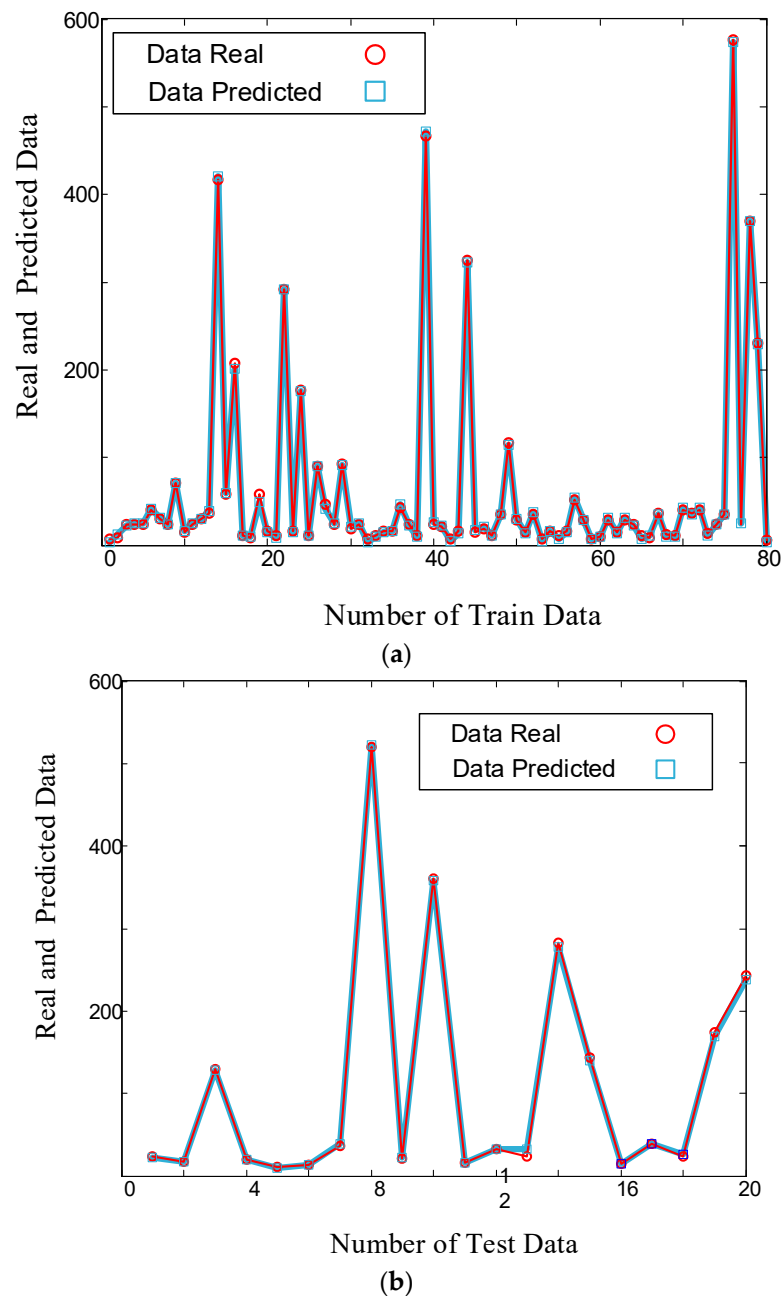 600
Data Real
Data Predicted
400
200
Real and Predicted Data
0
20
40
60
80
Number of Train Data
(a)
600
Data Real
Data Predicted
400
200
Real and Predicted Data
0
4
8
1
2
16
20
Number of Test Data
(b)